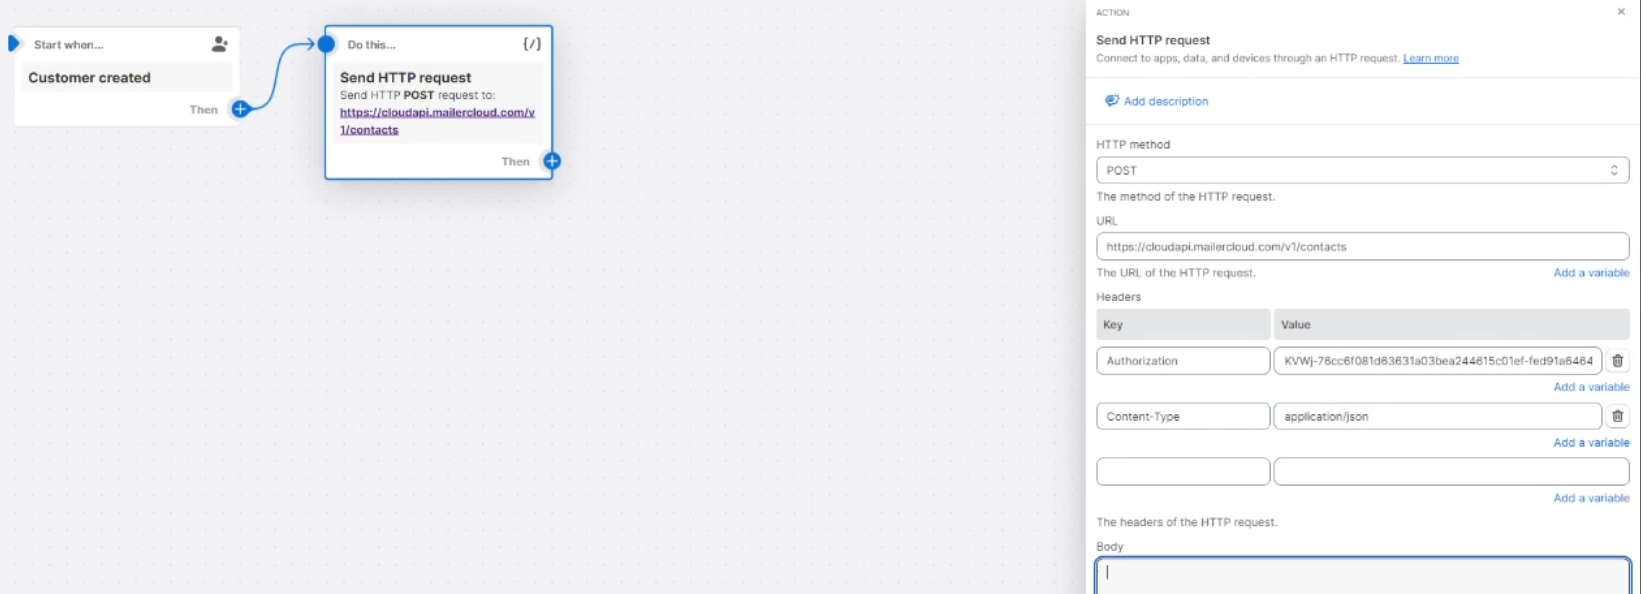 Start when...
Customer created
Then
Do this...
{/}
Send HTTP request
Send HTTP POST request to:
https://cloudapi.mailercloud.com/v
1/contacts
Then
ACTION
Send HTTP request
Connect to apps, data, and devices through an HTTP request. Learn more
Add description
HTTP method
POST
The method of the HTTP request.
URL
https://cloudapi.mailercloud.com/v1/contacts
The URL of the HTTP request.
Add a variable
Headers
Key
Value
Authorization
KVWj-76cc6f081d63631a03bea244615c01ef-fed91a6464
Add a variable
Content-Type
application/json
Add a variable
Add a variable
The headers of the HTTP request.
Body